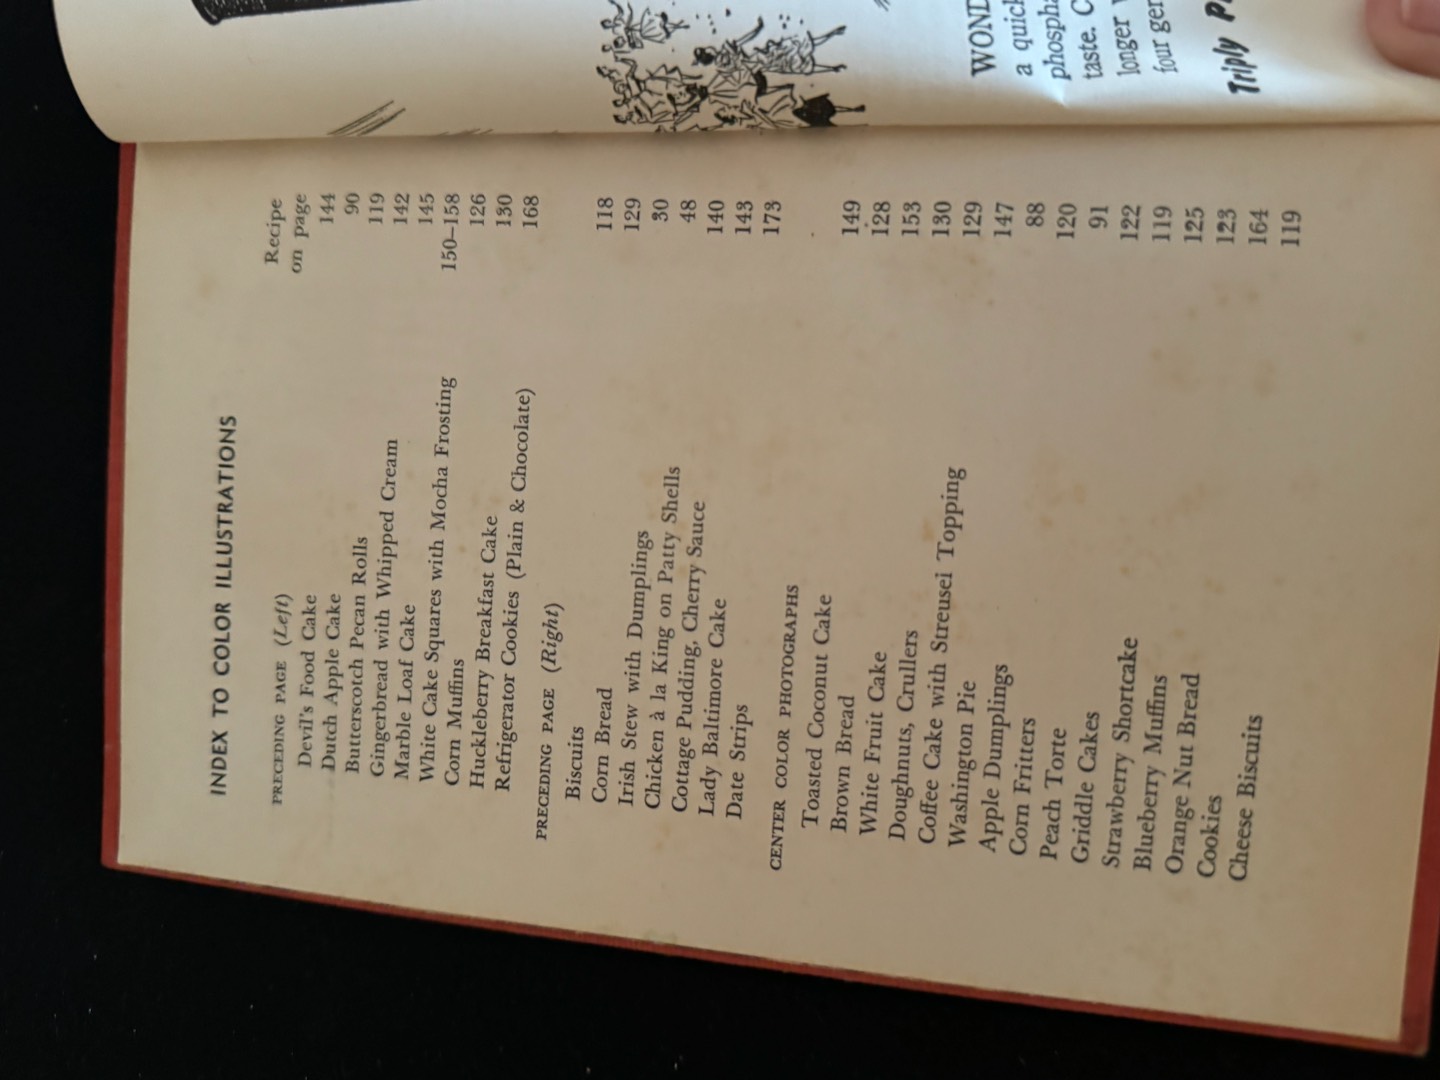 INDEX TO COLOR ILLUSTRATIONS
Recipe
on page
PRECEDING PAGE (Left)
Devil's Food Cake 144
Dutch Apple Cake 90
Butterscotch Pecan Rolls 119
Gingerbread with Whipped Cream 142
Marble Loaf Cake 145
White Cake Squares with Mocha Frosting 150–158
Corn Muffins 126
Huckleberry Breakfast Cake 130
Refrigerator Cookies (Plain & Chocolate) 168
PRECEDING PAGE (Right)
Biscuits 118
Corn Bread 129
Irish Stew with Dumplings 30
Chicken à la King on Patty Shells 48
Cottage Pudding, Cherry Sauce 140
Lady Baltimore Cake 143
Date Strips 173
CENTER COLOR PHOTOGRAPHS
Toasted Coconut Cake 149
Brown Bread 128
White Fruit Cake 153
Doughnuts, Crullers 130
Coffee Cake with Streusel Topping 129
Washington Pie 147
Apple Dumplings 88
Corn Fritters 120
Peach Torte 91
Griddle Cakes 122
Strawberry Shortcake 119
Blueberry Muffins 125
Orange Nut Bread 123
Cookies 164
Cheese Biscuits 119
a quick
taste.
longer
four
Triply